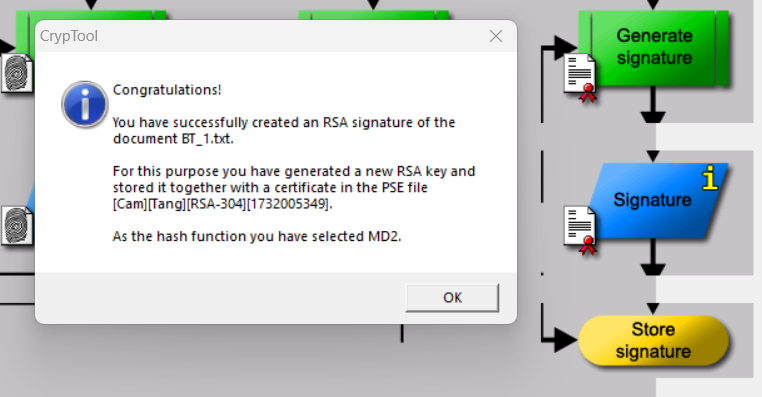 CrypTool
Congratulations!
You have successfully created an RSA signature of the
document BT_1.txt.
For this purpose you have generated a new RSA key and
stored it together with a certificate in the PSE file
[Cam][Tang][RSA-304][1732005349].
As the hash function you have selected MD2.
OK
Generate
signature
Signature
i
Store
signature